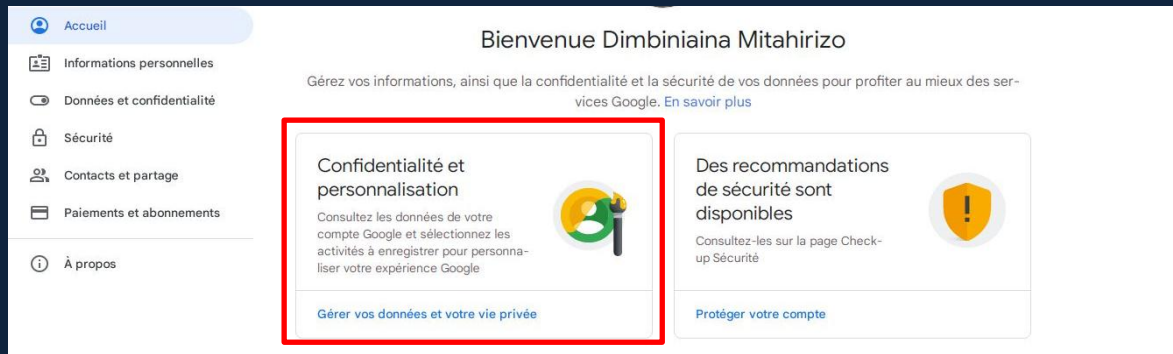 Accueil
Informations personnelles
Données et confidentialité
Sécurité
Contacts et partage
Paiements et abonnements
À propos
Bienvenue Dimbiniaina Mitahirizo
Gérez vos informations, ainsi que la confidentialité et la sécurité de vos données pour profiter au mieux des ser-
vices Google. En savoir plus
Confidentialité et
personnalisation
Consultez les données de votre
compte Google et sélectionnez les
activités à enregistrer pour personna-
liser votre expérience Google
Gérer vos données et votre vie privée
Des recommandations
de sécurité sont
disponibles
Consultez-les sur la page Check-
up Sécurité
Protéger votre compte